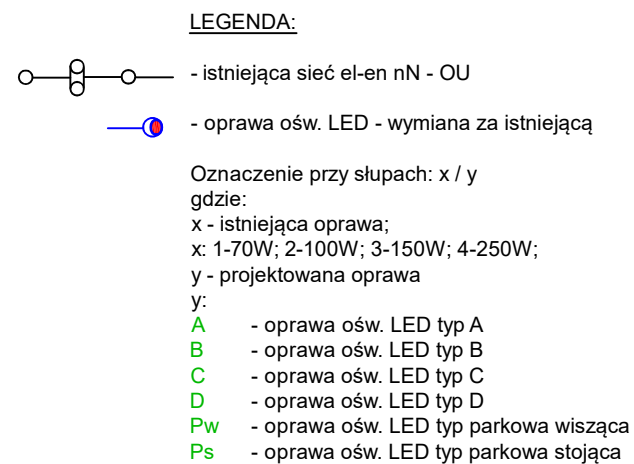 LEGENDA:
- istniejąca sieć el-en nN - OU
- oprawa ośw. LED - wymiana za istniejącą
Oznaczenie przy słupach: x / y
gdzie:
x - istniejąca oprawa;
x: 1-70W; 2-100W; 3-150W; 4-250W;
y - projektowana oprawa
y:
A - oprawa ośw. LED typ A
B - oprawa ośw. LED typ B
C - oprawa ośw. LED typ C
D - oprawa ośw. LED typ D
Pw - oprawa ośw. LED typ parkowa wisząca
Ps - oprawa ośw. LED typ parkowa stojąca